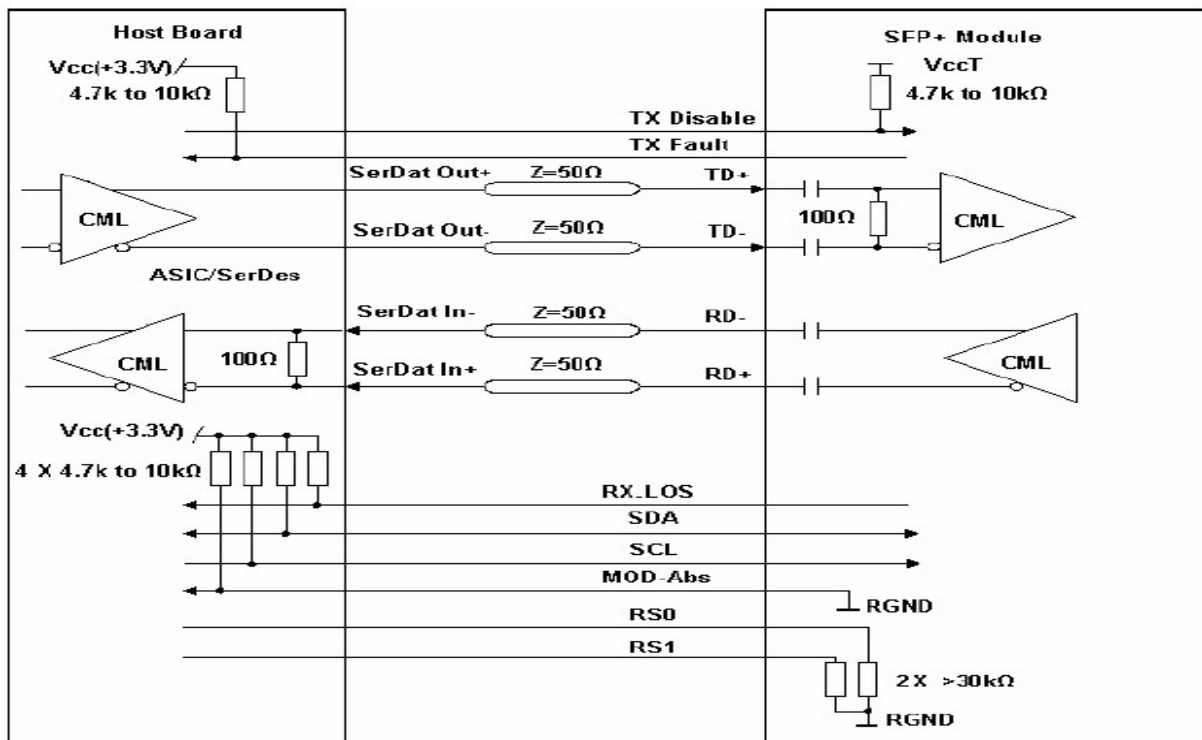 Host Board
SFP+ Module
Vcc(+3.3V)
4.7k to 10kΩ
VccT
4.7k to 10kΩ
TX Disable
TX Fault
SerDat Out+
Z=50Ω
TD+
CML
100Ω
CML
SerDat Out-
Z=50Ω
TD-
ASIC/SerDes
SerDat In-
Z=50Ω
RD-
CML
100Ω
CML
SerDat In+
Z=50Ω
RD+
Vcc(+3.3V)
4 X 4.7k to 10kΩ
RX_LOS
SDA
SCL
MOD-Abs
RGND
RS0
RS1
2X >30kΩ
RGND